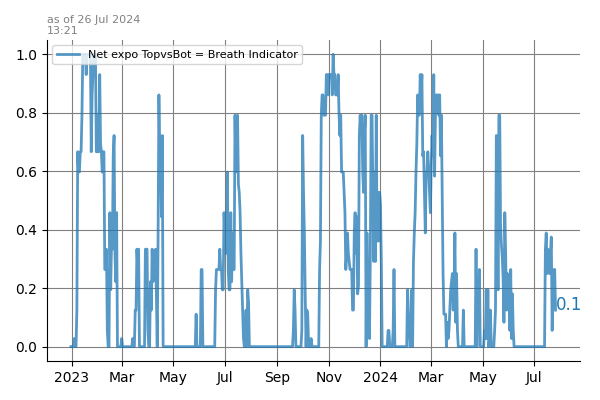 as of 26 Jul 2024
13:21
Net expo TopvsBot = Breath Indicator
1.0
0.8
0.6
0.4
0.2
0.0
0.1
2023 Mar May Jul Sep Nov 2024 Mar May Jul